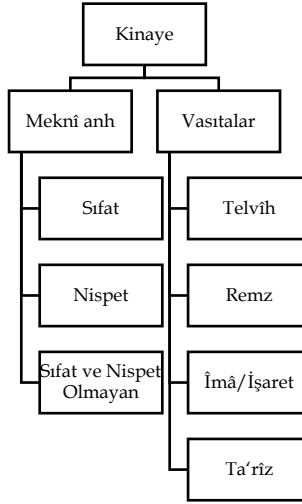 Kinaye
Meknî anh
Vasıtalar
Sıfat
Telvîh
Nispet
Remz
Sıfat ve Nispet
Olmayan
Îmâ/İşaret
Ta‘rîz